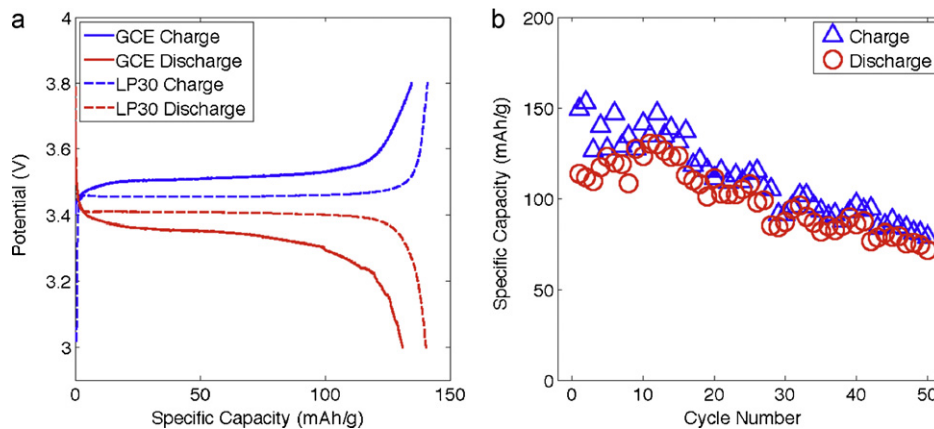 a
4
3.8
3.6
3.4
3.2
3
Potential (V)
GCE Charge
GCE Discharge
LP30 Charge
LP30 Discharge
0
50
100
150
Specific Capacity (mAh/g)
b
200
150
100
50
0
Specific Capacity (mAh/g)
Charge
Discharge
0
10
20
30
40
50
Cycle Number